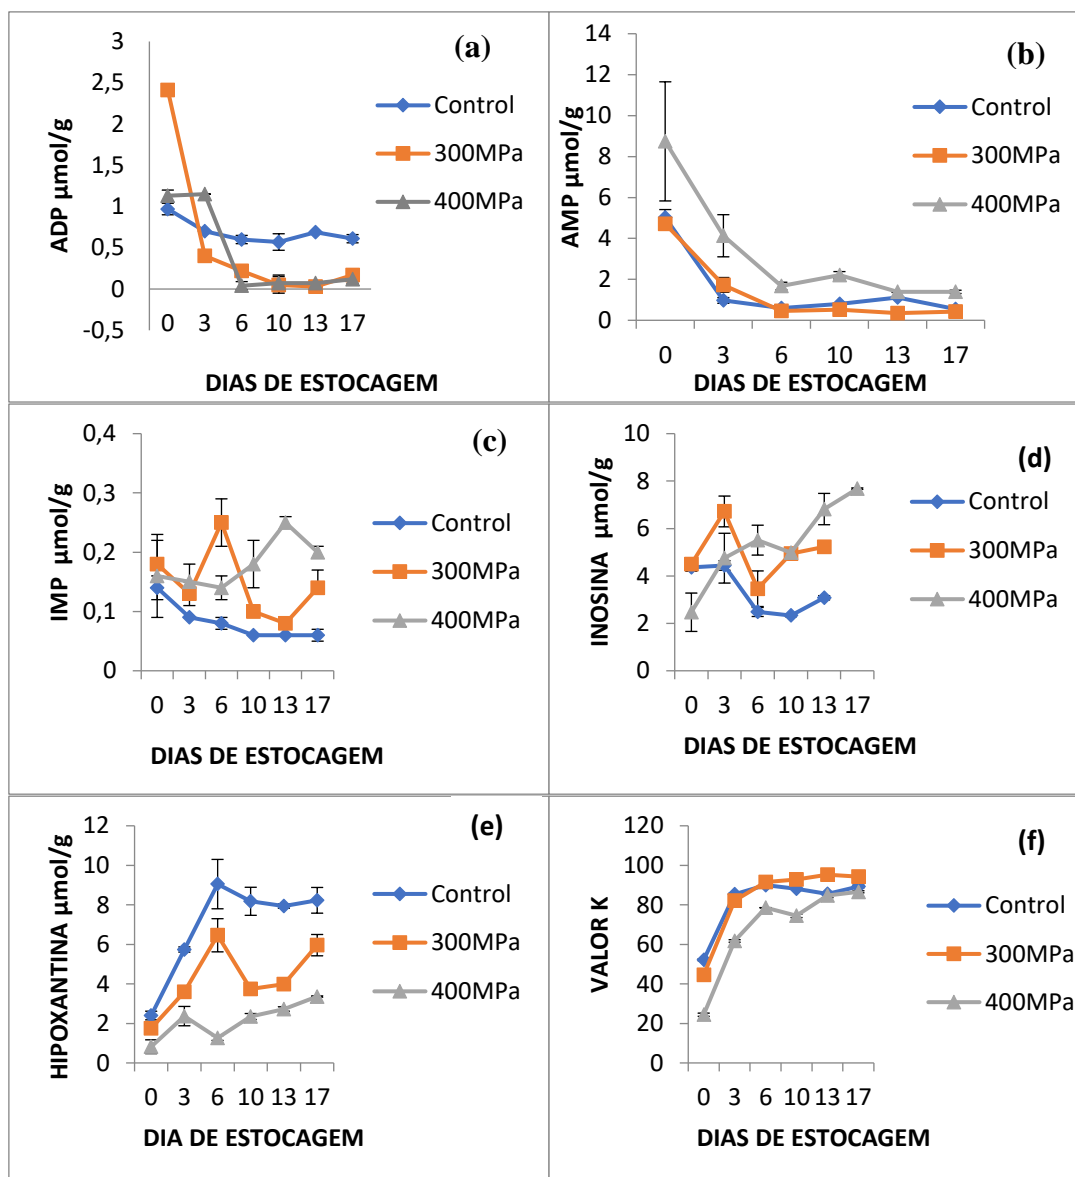 (a)
3
2,5
2
1,5
1
0,5
0
-0,5
ADP µmol/g
Control
300MPa
400MPa
0 3 6 10 13 17
DIAS DE ESTOCAGEM
(b)
14
12
10
8
6
4
2
0
AMP µmol/g
Control
300MPa
400MPa
0 3 6 10 13 17
DIAS DE ESTOCAGEM
(c)
0,4
0,3
0,2
0,1
0
IMP µmol/g
Control
300MPa
400MPa
0 3 6 10 13 17
DIAS DE ESTOCAGEM
(d)
10
8
6
4
2
0
INOSINA µmol/g
Control
300MPa
400MPa
0 3 6 10 13 17
DIAS DE ESTOCAGEM
(e)
12
10
8
6
4
2
0
HIPOXANTINA µmol/g
Control
300MPa
400MPa
0 3 6 10 13 17
DIA DE ESTOCAGEM
(f)
120
100
80
60
40
20
0
VALOR K
Control
300MPa
400MPa
0 3 6 10 13 17
DIAS DE ESTOCAGEM